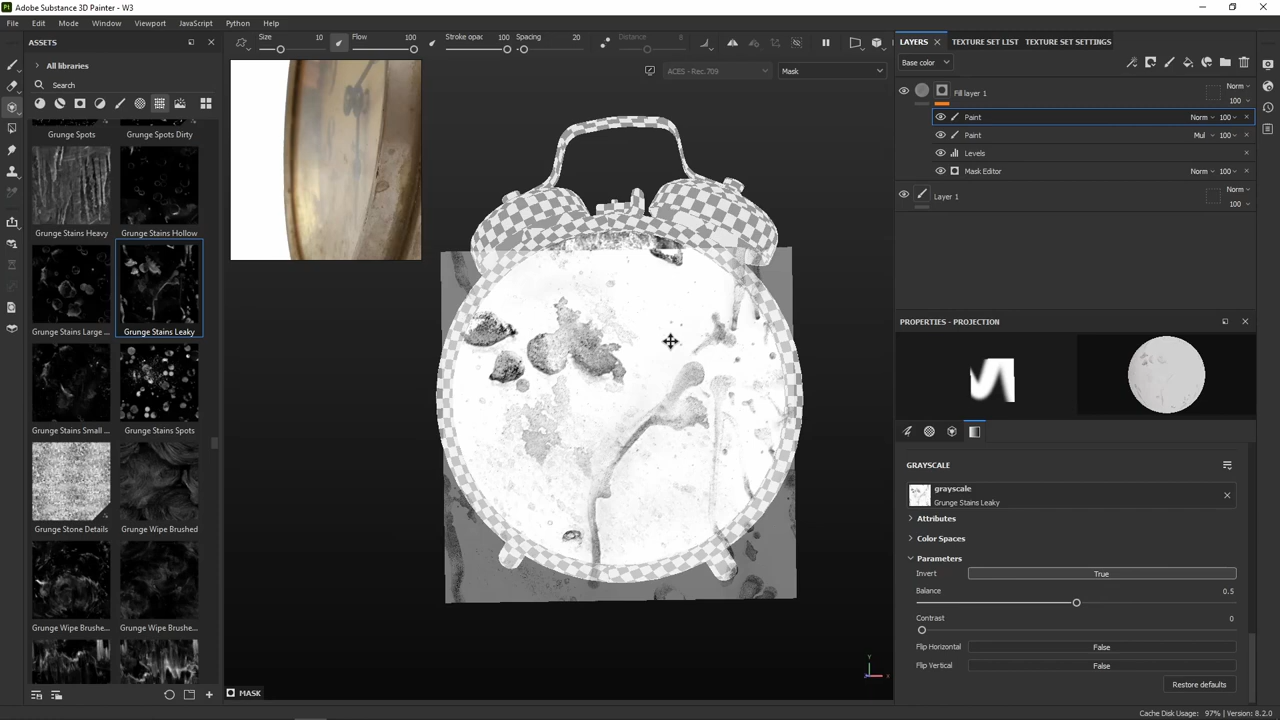 Pt Adobe Substance 3D Painter - W3
File Edit Mode Window Viewport JavaScript Python Help
Size 10 Flow 100 Stroke opac 100 Spacing 20 Distance 8
ASSETS
All libraries
Search
Grunge Spots Grunge Spots Dirty
Grunge Stains Heavy Grunge Stains Hollow
Grunge Stains Large ... Grunge Stains Leaky
Grunge Stains Small ... Grunge Stains Spots
Grunge Stone Details Grunge Wipe Brushed
Grunge Wipe Brushe... Grunge Wipe Brushe...
ACES - Rec.709 Mask
MASK
Y
LAYERS TEXTURE SET LIST TEXTURE SET SETTINGS
Base color
Fill layer 1 Norm
100
Paint Norm 100
Paint Mul 100
Levels
Mask Editor Norm 100
Layer 1 Norm
100
PROPERTIES - PROJECTION
GRAYSCALE
grayscale
Grunge Stains Leaky
Attributes
Color Spaces
Parameters
Invert True
Balance 0.5
Contrast 0
Flip Horizontal False
Flip Vertical False
Restore defaults
Cache Disk Usage: 97% | Version: 8.2.0